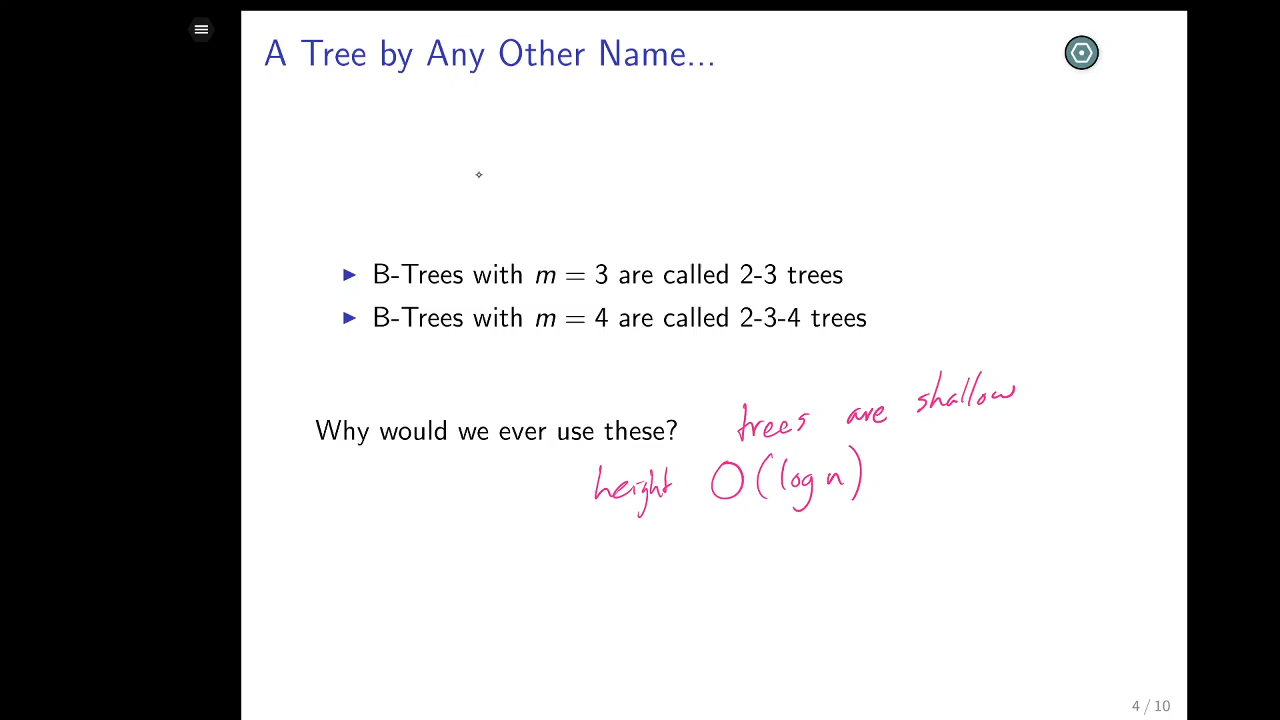 A Tree by Any Other Name...
▶ B-Trees with m = 3 are called 2-3 trees
▶ B-Trees with m = 4 are called 2-3-4 trees
Why would we ever use these? trees are shallow
height O(log n)
4 / 10